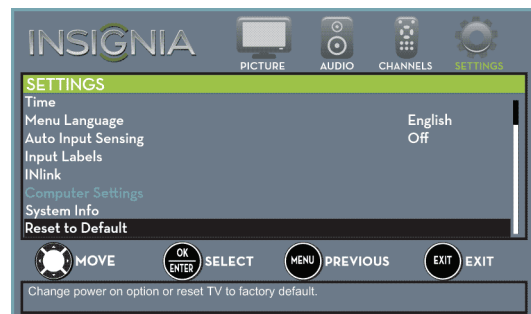 INSIGNIA
PICTURE AUDIO CHANNELS SETTINGS
SETTINGS
Time
Menu Language English
Auto Input Sensing Off
Input Labels
INlink
Computer Settings
System Info
Reset to Default
MOVE OK ENTER SELECT MENU PREVIOUS EXIT EXIT
Change power on option or reset TV to factory default.